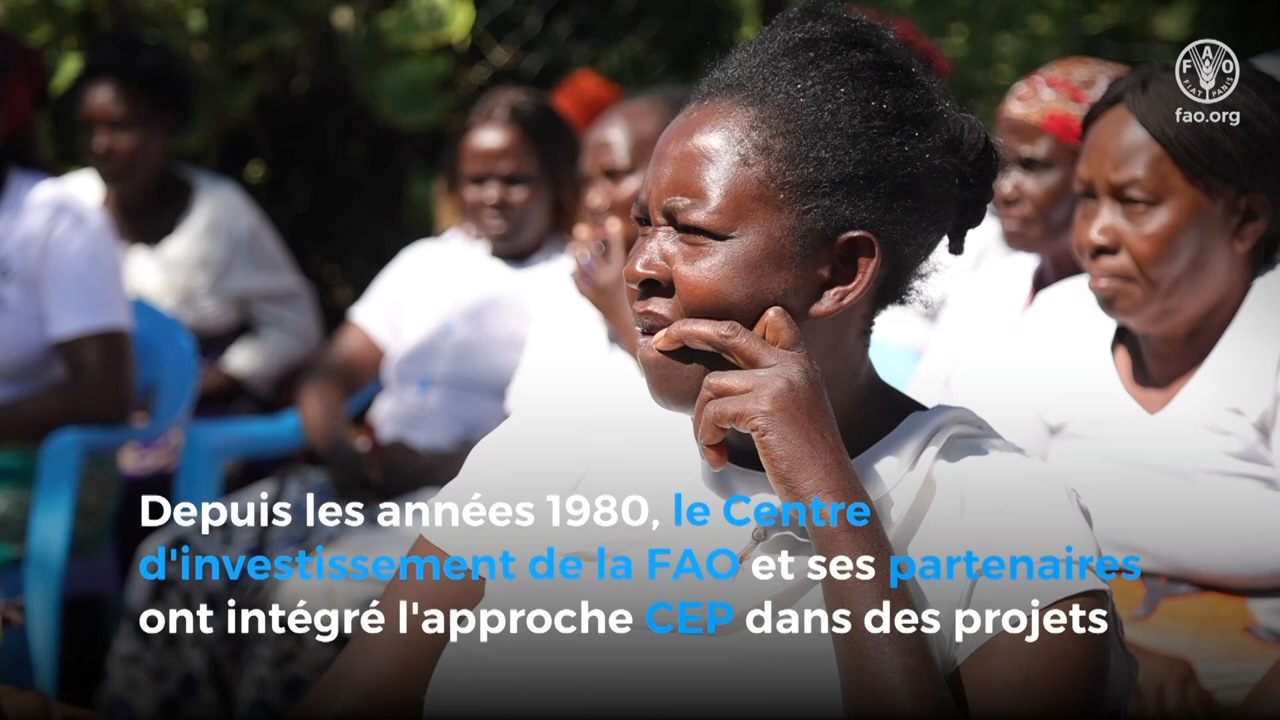 FAO
FIAT PANIS
fao.org
Depuis les années 1980, le Centre
d'investissement de la FAO et ses partenaires
ont intégré l'approche CEP dans des projets